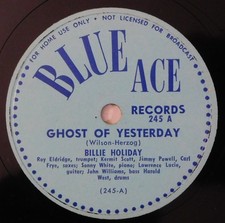 FOR HOME USE ONLY - NOT LICENSED FOR BROADCAST
BLUE ACE
RECORDS
245 A
GHOST OF YESTERDAY
(Wilson-Herzog)
BILLIE HOLIDAY
Roy Eldridge, trumpet; Kermit Scott, Jimmy Powell, Carl
Frye, saxes; Sonny White, piano; Lawrence Lucie,
guitar; John Williams, bass Harold
West, drums
(245-A)